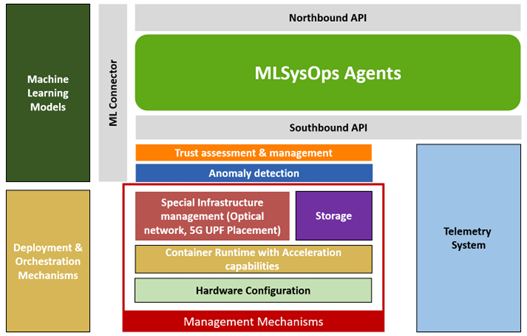 Northbound API
Machine
Learning
Models
ML Connector
MLSysOps Agents
Southbound API
Trust assessment & management
Anomaly detection
Special Infrastructure
management (Optical
network, 5G UPF Placement)
Storage
Container Runtime with Acceleration
capabilities
Hardware Configuration
Management Mechanisms
Deployment &
Orchestration
Mechanisms
Telemetry
System